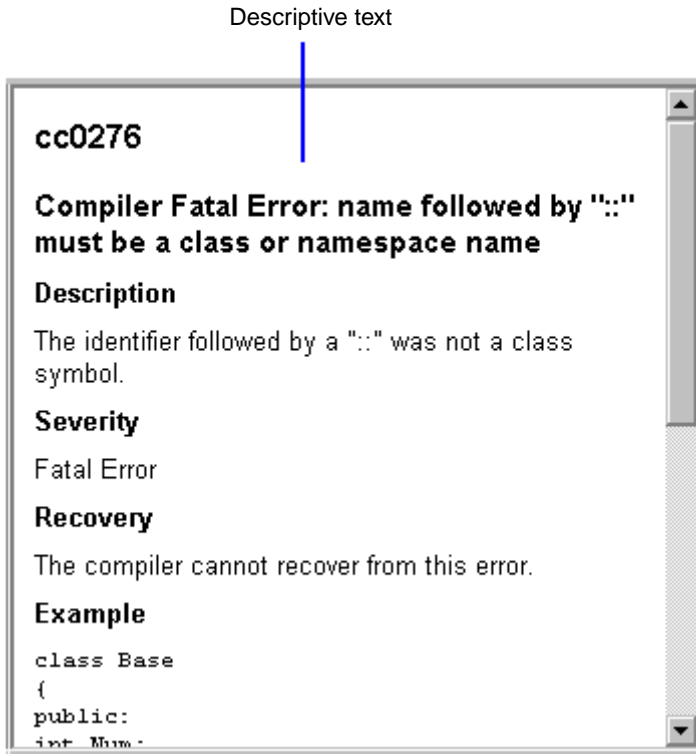 Descriptive text
cc0276
Compiler Fatal Error: name followed by "::"
must be a class or namespace name
Description
The identifier followed by a "::" was not a class
symbol.
Severity
Fatal Error
Recovery
The compiler cannot recover from this error.
Example
class Base
{
public:
int Num;